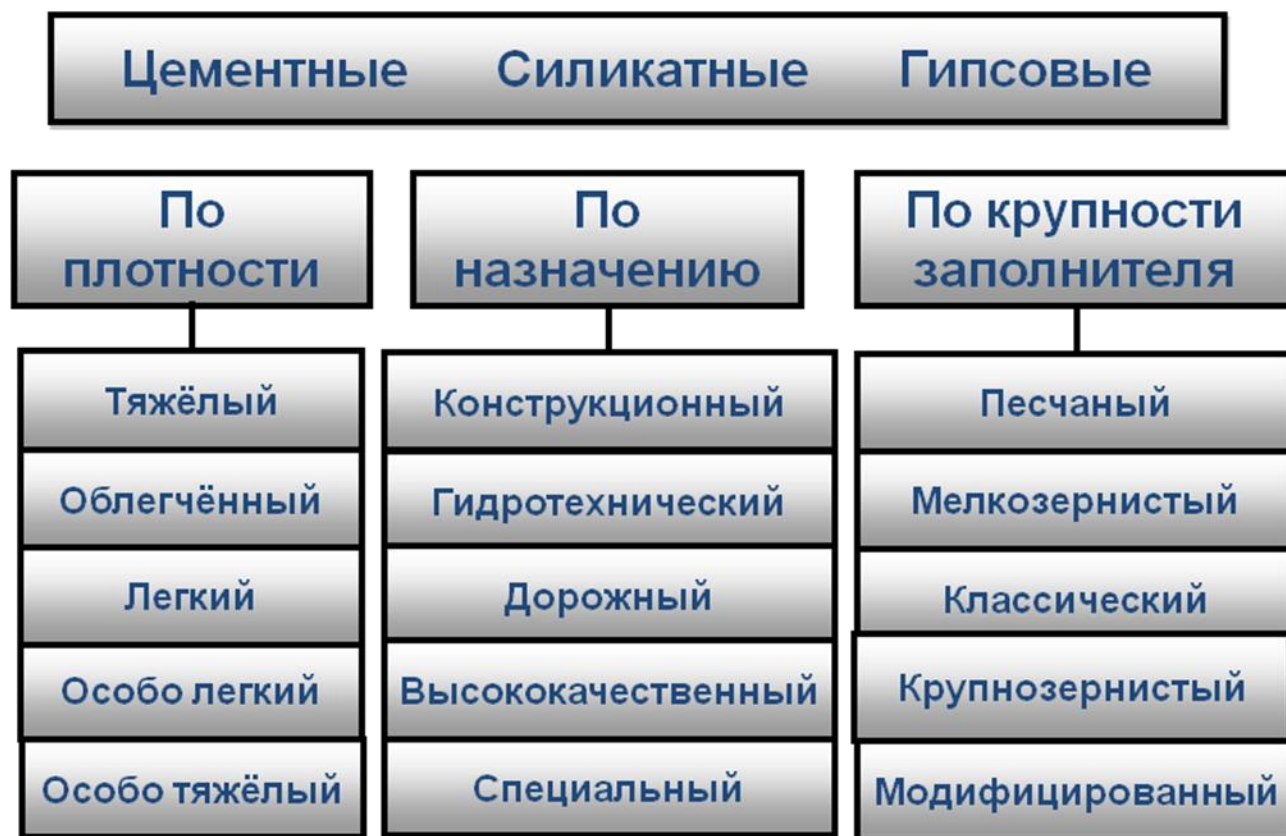 Цементные Силикатные Гипсовые
По
плотности
Тяжёлый
Облегчённый
Легкий
Особо легкий
Особо тяжёлый
По
назначению
Конструкционный
Гидротехнический
Дорожный
Высококачественный
Специальный
По крупности
заполнителя
Песчаный
Мелкозернистый
Классический
Крупнозернистый
Модифицированный